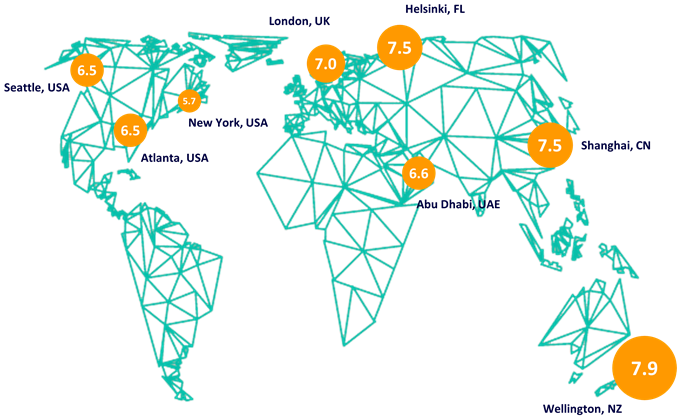 London, UK
Helsinki, FL
7.0
7.5
6.5
Seattle, USA
5.7
New York, USA
6.5
Atlanta, USA
7.5
Shanghai, CN
6.6
Abu Dhabi, UAE
7.9
Wellington, NZ